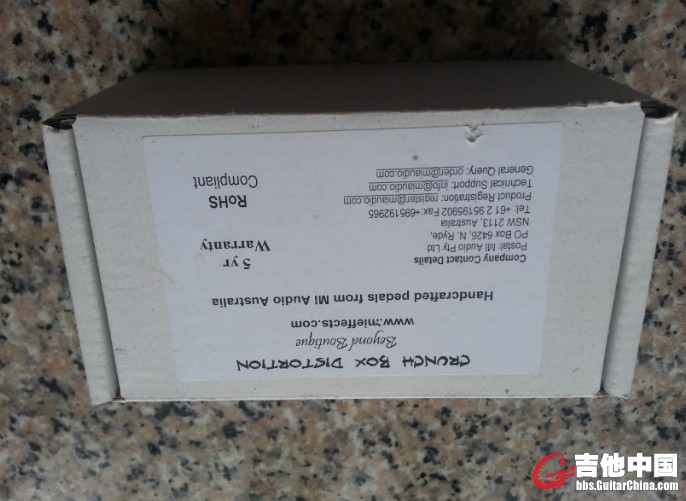 CRUNCH BOX DISTORTION
Beyond Boutique
www.mieffects.com
Handcrafted pedals from MI Audio Australia
Company Contact Details
Postal: MI Audio Pty Ltd
PO Box 6426, N. Ryde,
NSW 2113, Australia
Tel: +61 2 95195902 Fax:+695192965
Product Registration: register@miaudio.com
Technical Support: info@miaudio.com
General Query: order@miaudio.com
5 yr
Warranty
RoHS
Compliant
吉他中国
bbs.GuitarChina.com